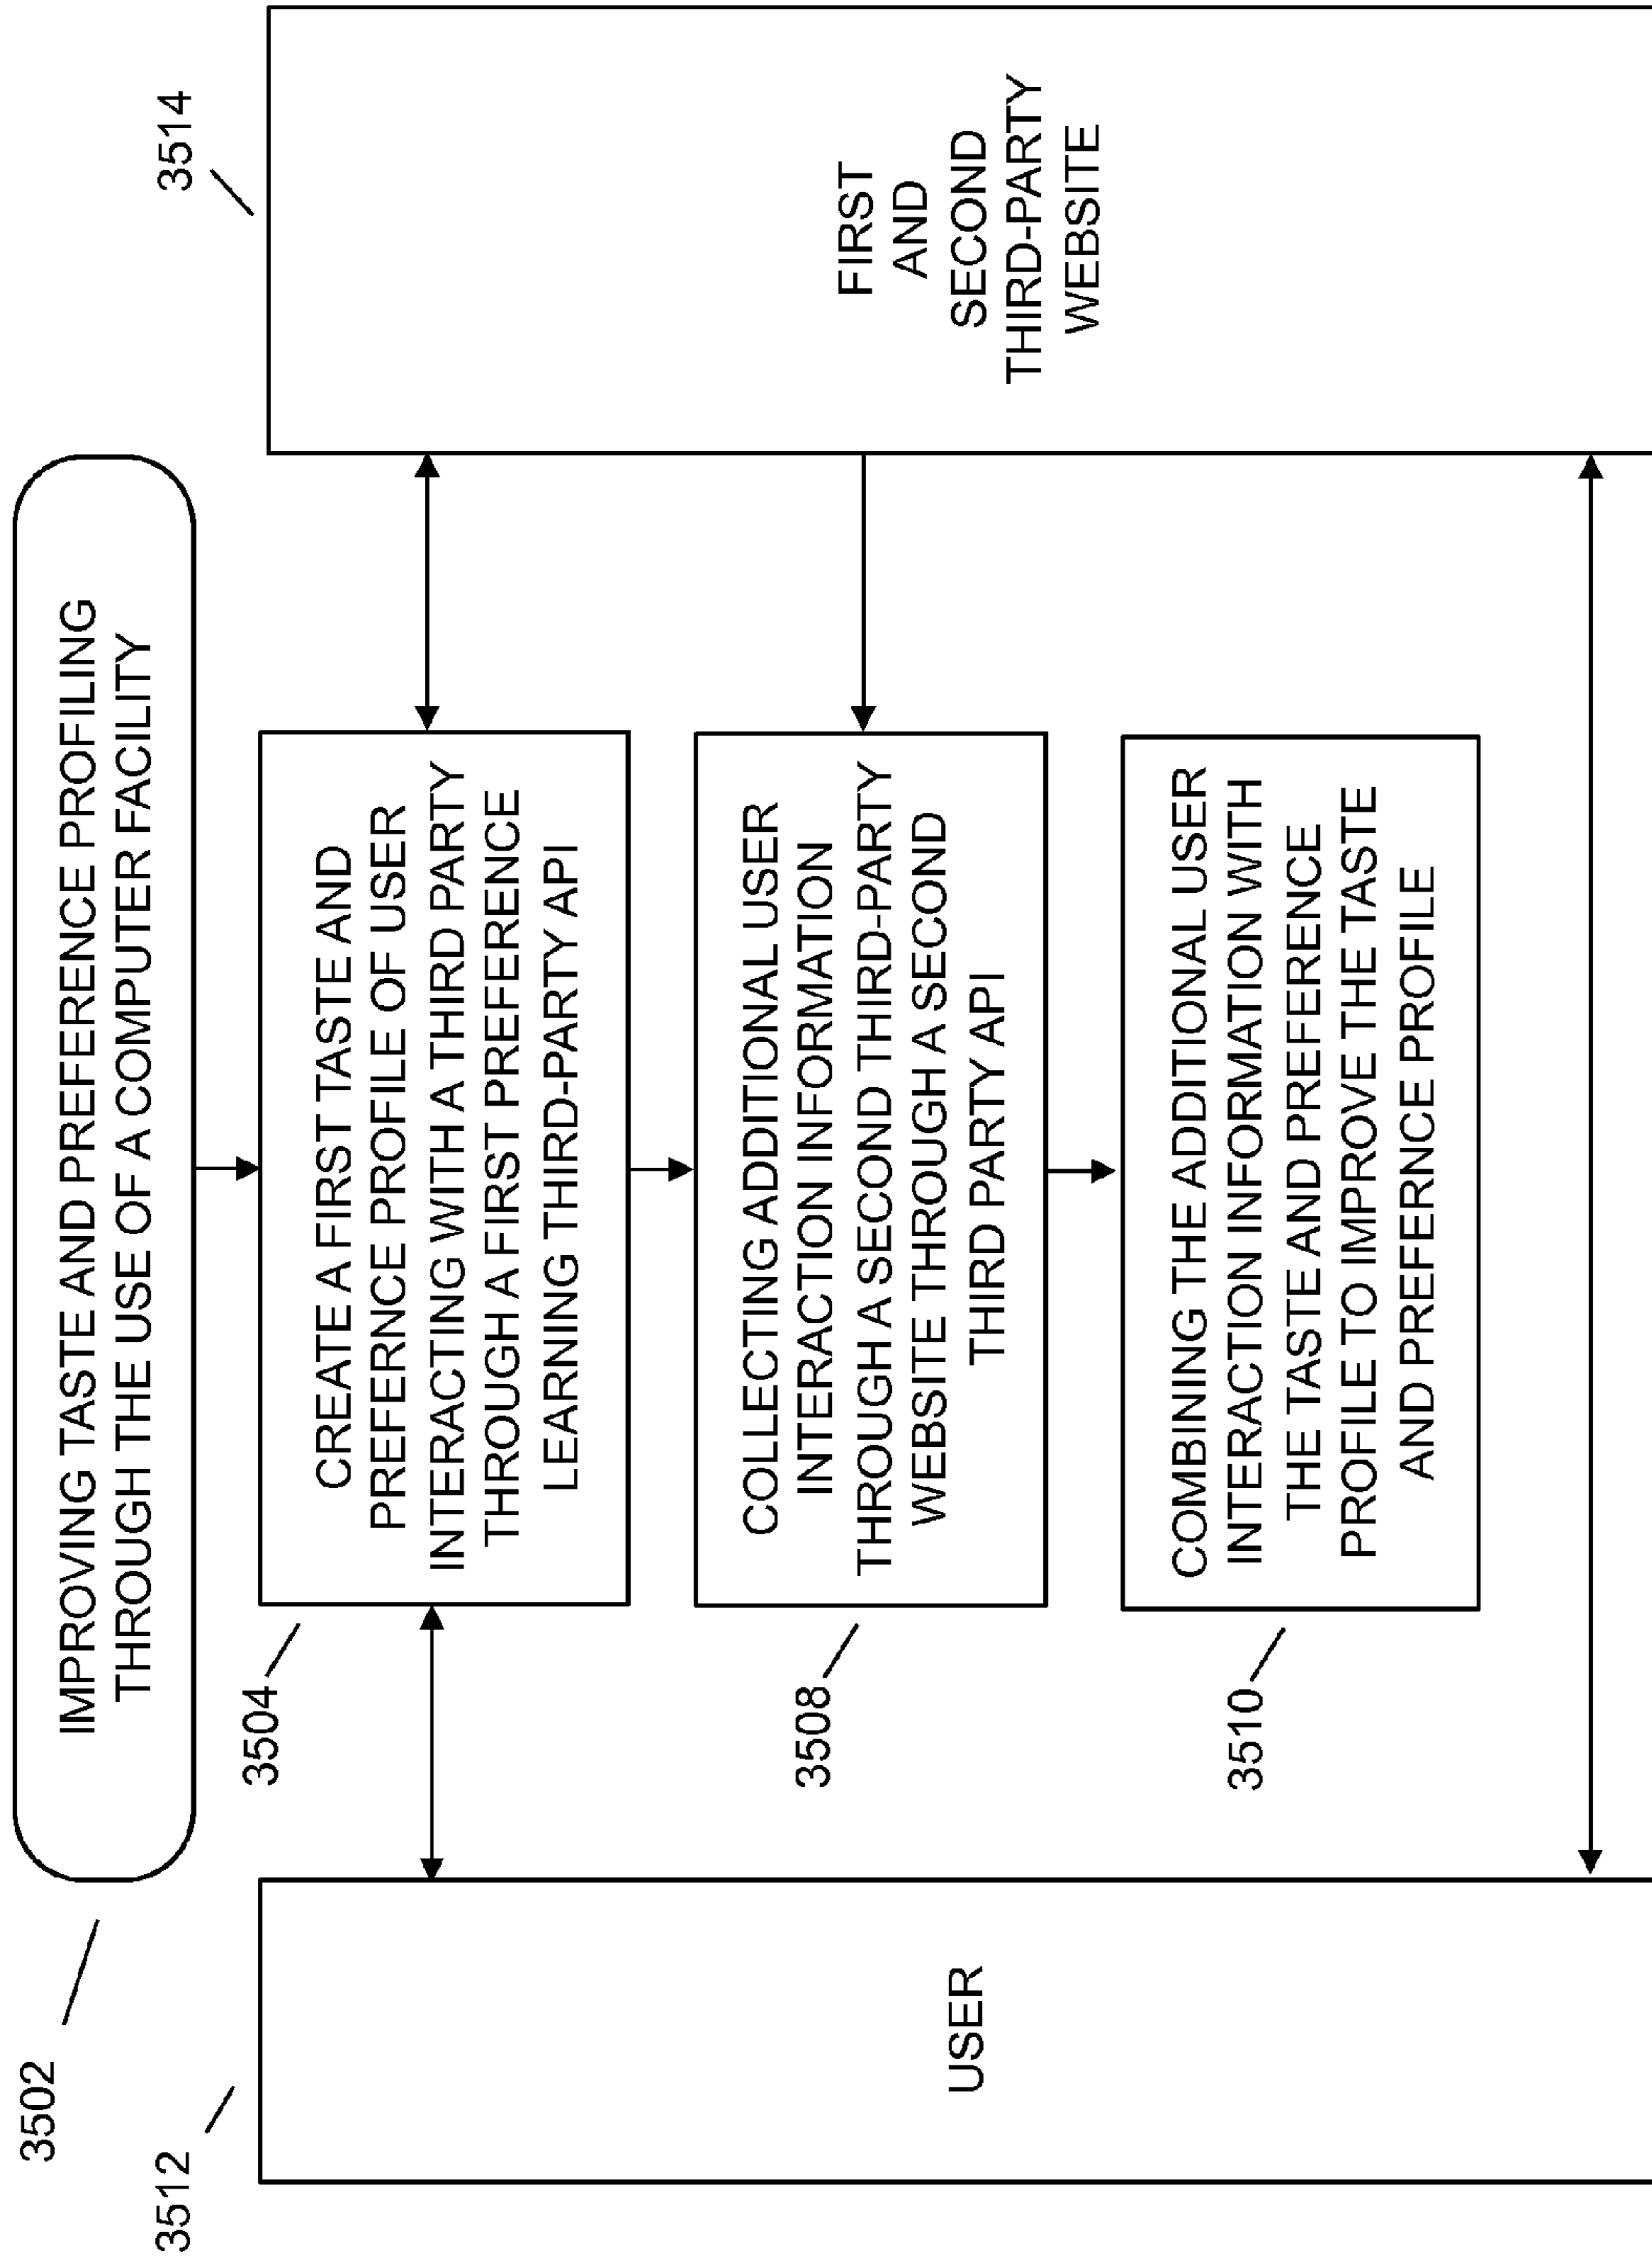 3502
IMPROVING TASTE AND PREFERENCE PROFILING
THROUGH THE USE OF A COMPUTER FACILITY
3512
USER
3504
CREATE A FIRST TASTE AND
PREFERENCE PROFILE OF USER
INTERACTING WITH A THIRD PARTY
THROUGH A FIRST PREFERENCE
LEARNING THIRD-PARTY API
3508
COLLECTING ADDITIONAL USER
INTERACTION INFORMATION
THROUGH A SECOND THIRD-PARTY
WEBSITE THROUGH A SECOND
THIRD PARTY API
3510
COMBINING THE ADDITIONAL USER
INTERACTION INFORMATION WITH
THE TASTE AND PREFERENCE
PROFILE TO IMPROVE THE TASTE
AND PREFERNCE PROFILE
3514
FIRST
AND
SECOND
THIRD-PARTY
WEBSITE